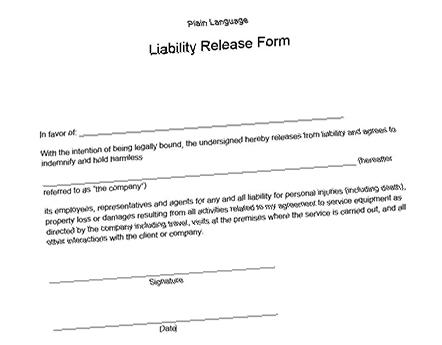 Plain Language
Liability Release Form
In favor of:
With the intention of being legally bound, the undersigned hereby releases from liability and agrees to
indemnify and hold harmless
(hereafter
referred to as "the company")
its employees, representatives and agents for any and all liability for personal injuries (including death),
property loss or damages resulting from all activities related to my agreement to service equipment as
directed by the company including travel, visits at the premises where the service is carried out, and all
other interactions with the client or company.
Signature
Date